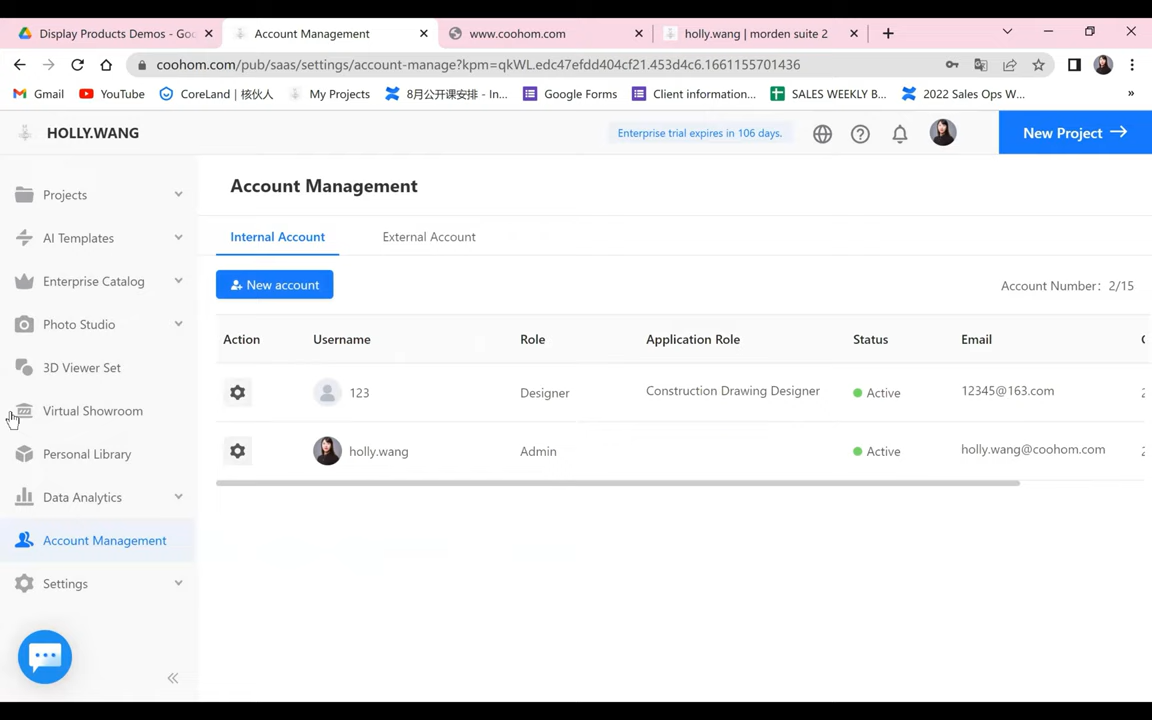 Display Products Demos - Goo
Account Management
www.coohom.com
holly.wang | morden suite 2
coohom.com/pub/saas/settings/account-manage?kpm=qkWL.edc47efdd404cf21.453d4c6.1661155701436
Gmail
YouTube
CoreLand | 核伙人
My Projects
8月公开课安排 - In...
Google Forms
Client information...
SALES WEEKLY B...
2022 Sales Ops W...
»
HOLLY.WANG
Enterprise trial expires in 106 days.
New Project
Projects
AI Templates
Enterprise Catalog
Photo Studio
3D Viewer Set
Virtual Showroom
Personal Library
Data Analytics
Account Management
Settings
Account Management
Internal Account
External Account
New account
Account Number：2/15
Action Username Role Application Role Status Email
123 Designer Construction Drawing Designer Active 12345@163.com
holly.wang Admin Active holly.wang@coohom.com